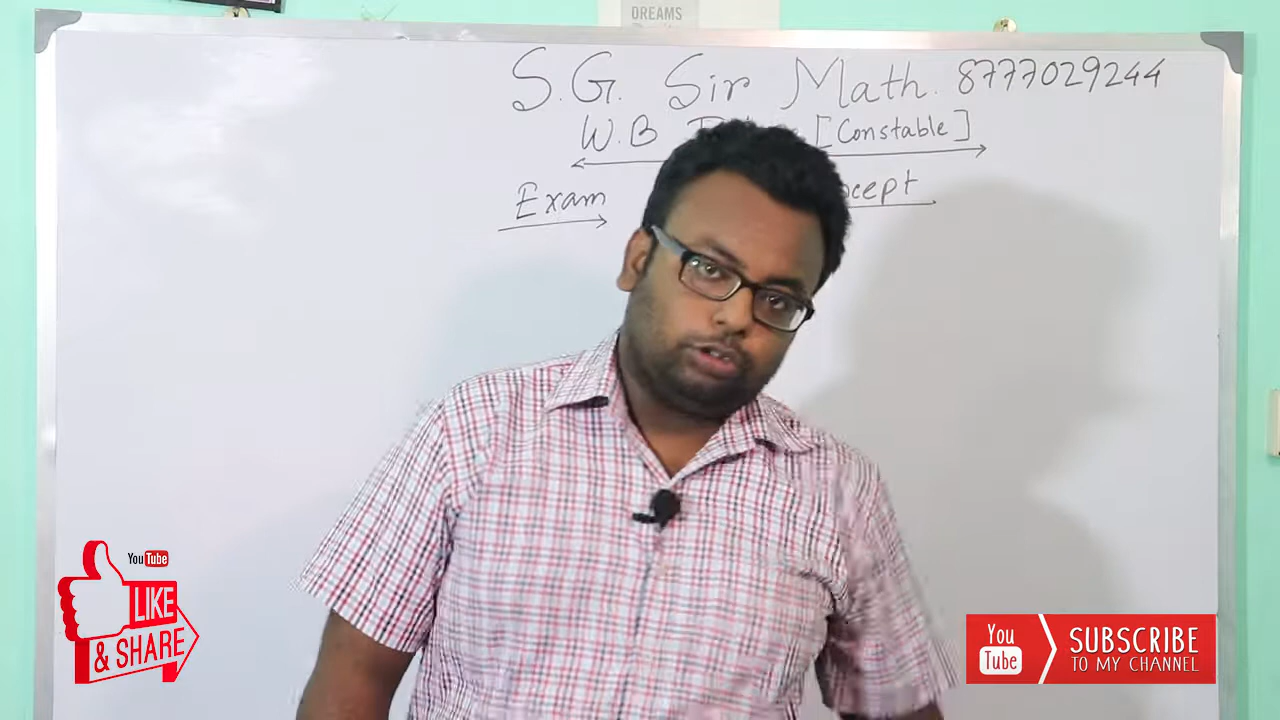 DREAMS
S.G. Sir Math. 8777029244
W.B [Constable]
Exam
YouTube
LIKE
& SHARE
You
Tube
SUBSCRIBE
TO MY CHANNEL